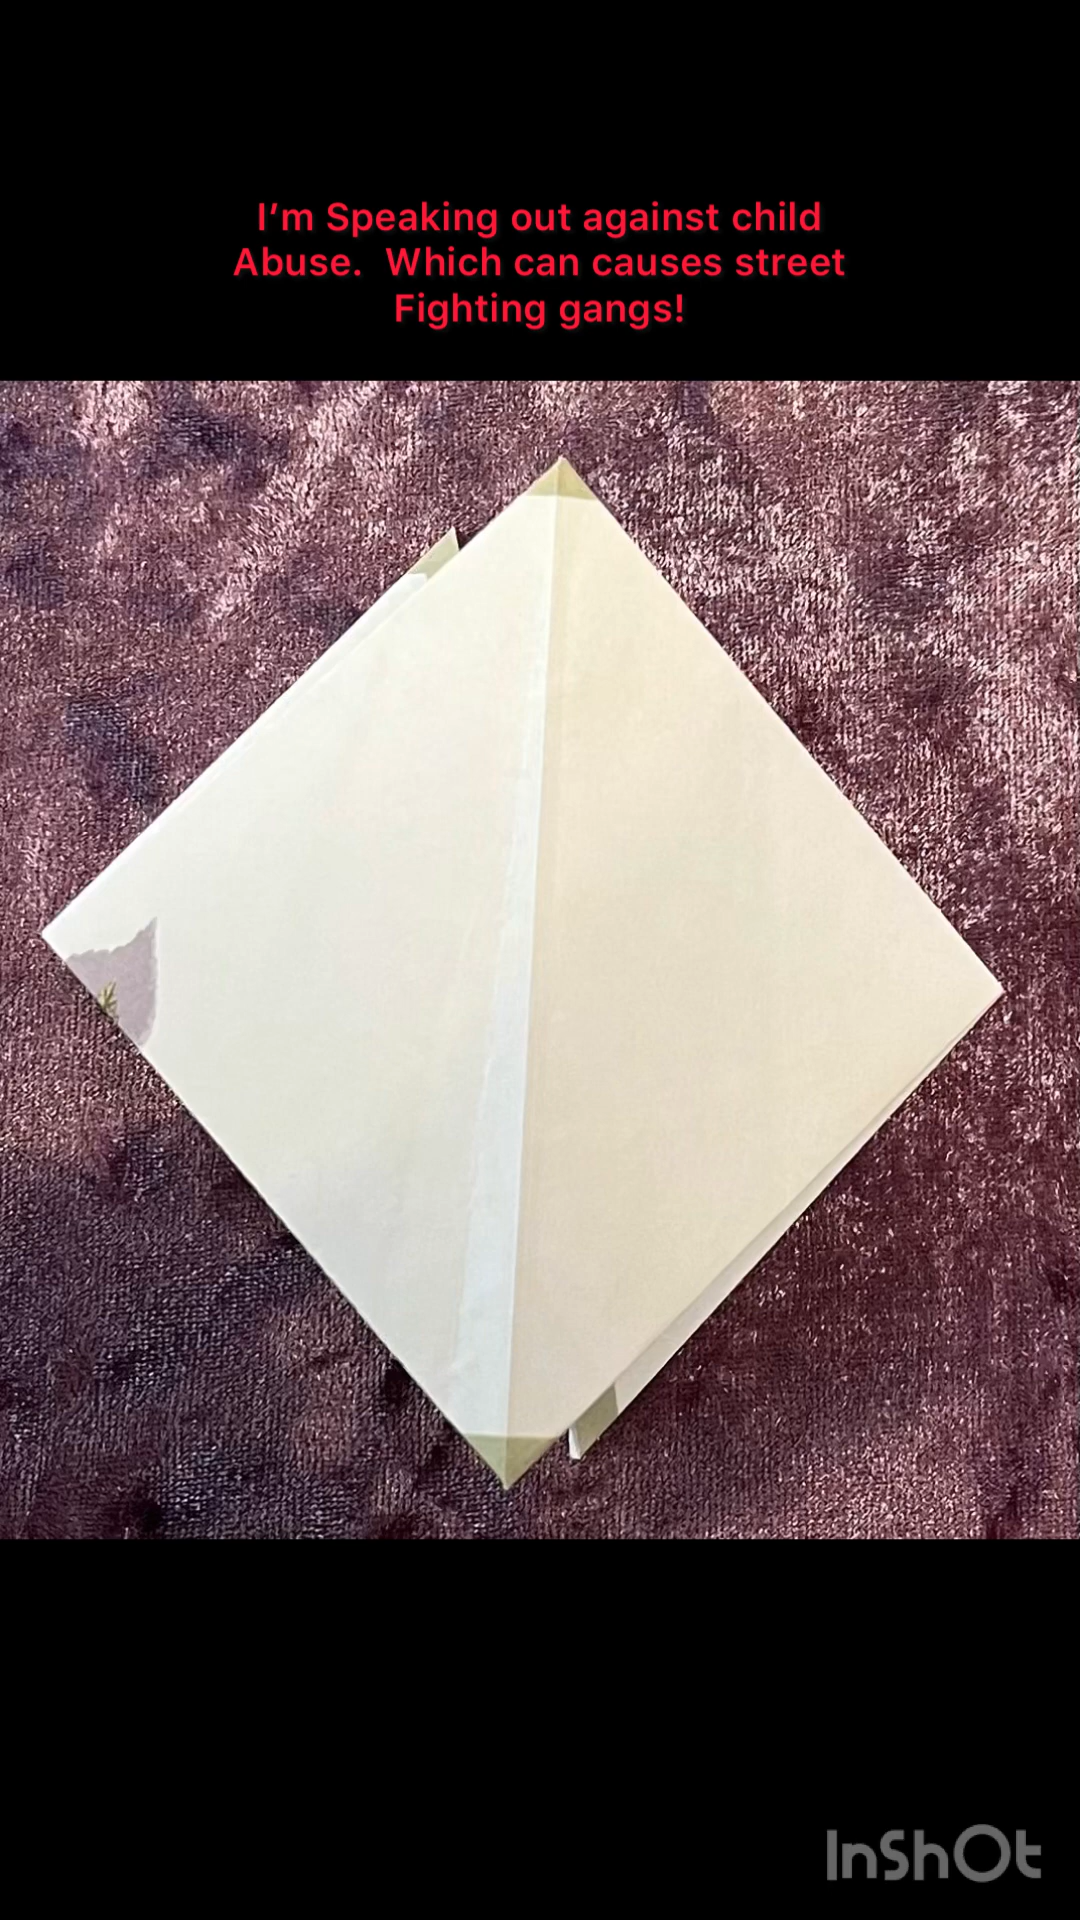 I’m Speaking out against child
Abuse.  Which can causes street
Fighting gangs!
InShOt